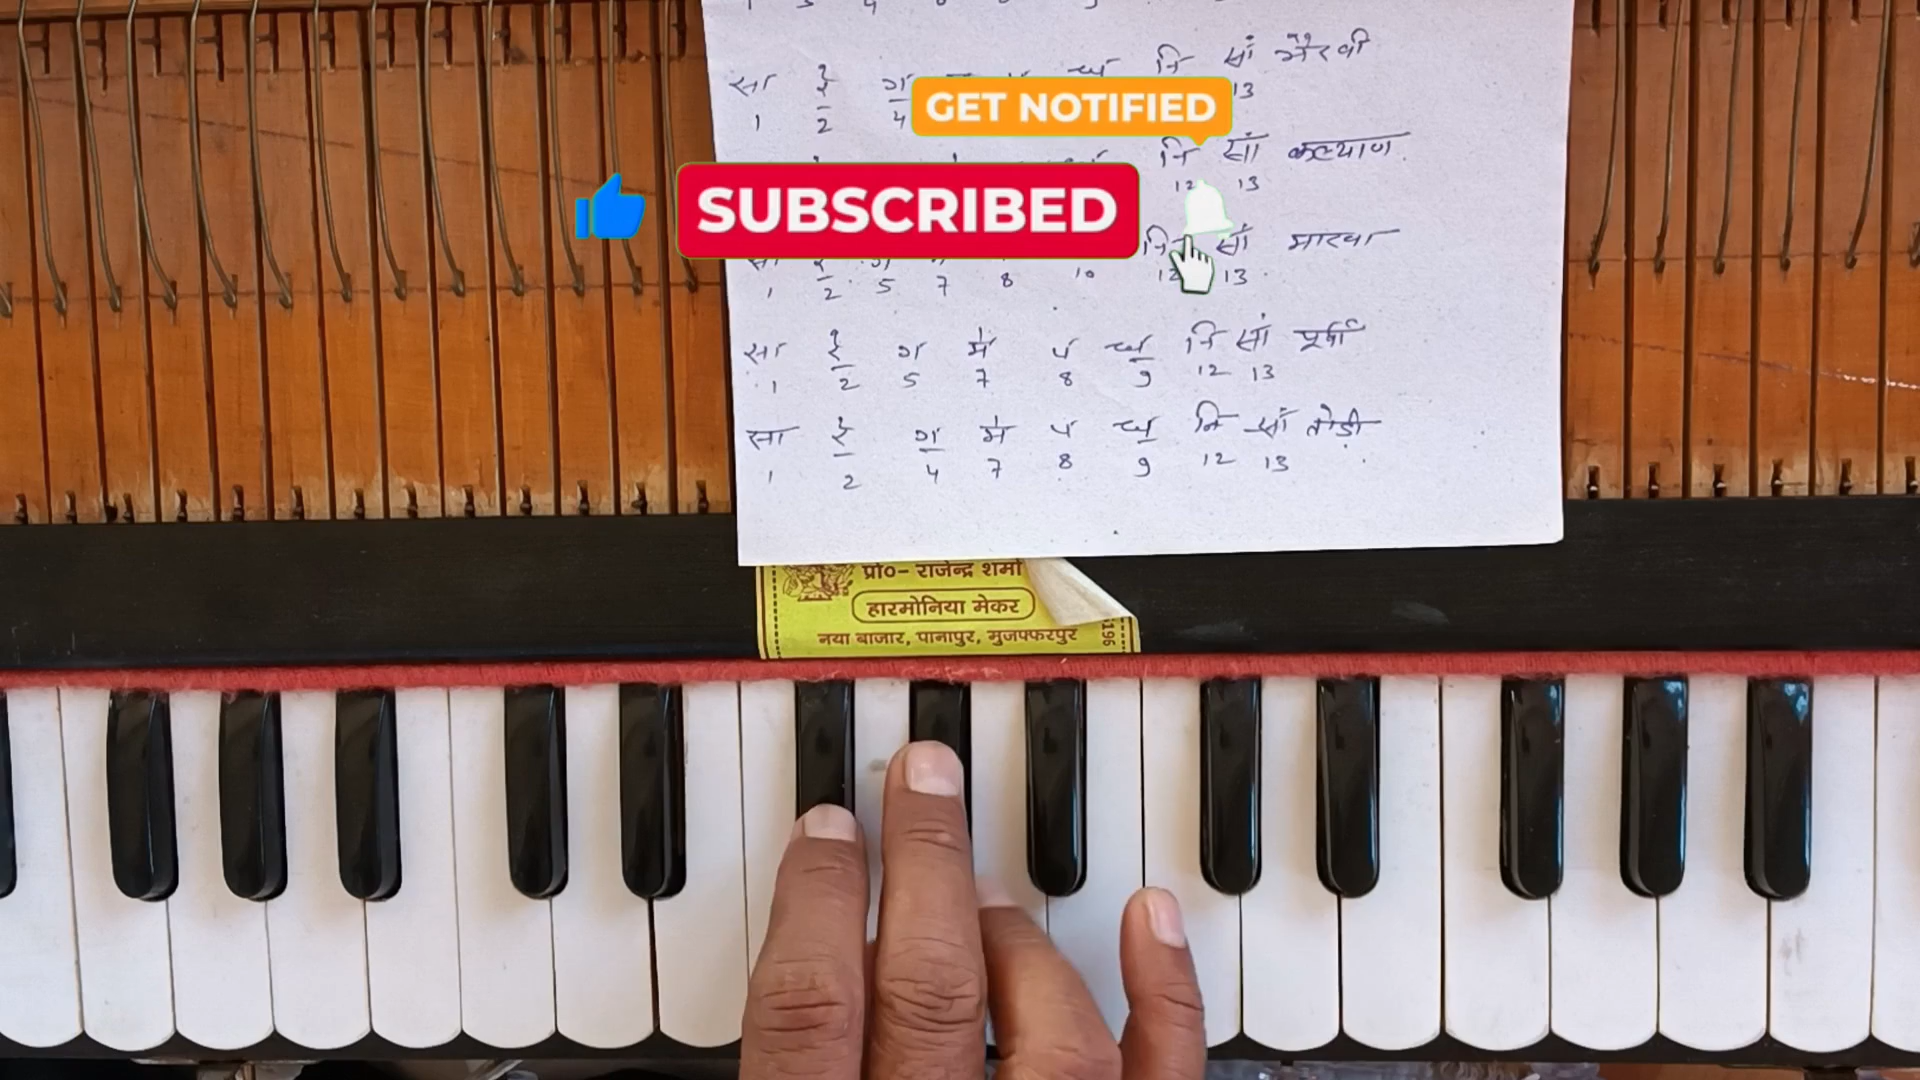 सा रे ग नि सां भैरवी
1 2 4 13
GET NOTIFIED
नि सां कल्याण
12 13
SUBSCRIBED
सां मारवा
1 2 5 7 8 10 12 13
सा रे ग मे प ध नि सां पूर्वी
1 2 5 7 8 9 12 13
सा रे ग मे प ध नि सां तोड़ी
1 2 4 7 8 9 12 13
प्रो०- राजेन्द्र शर्मा
हारमोनिया मेकर
नया बाजार, पानापुर, मुजफ्फरपुर